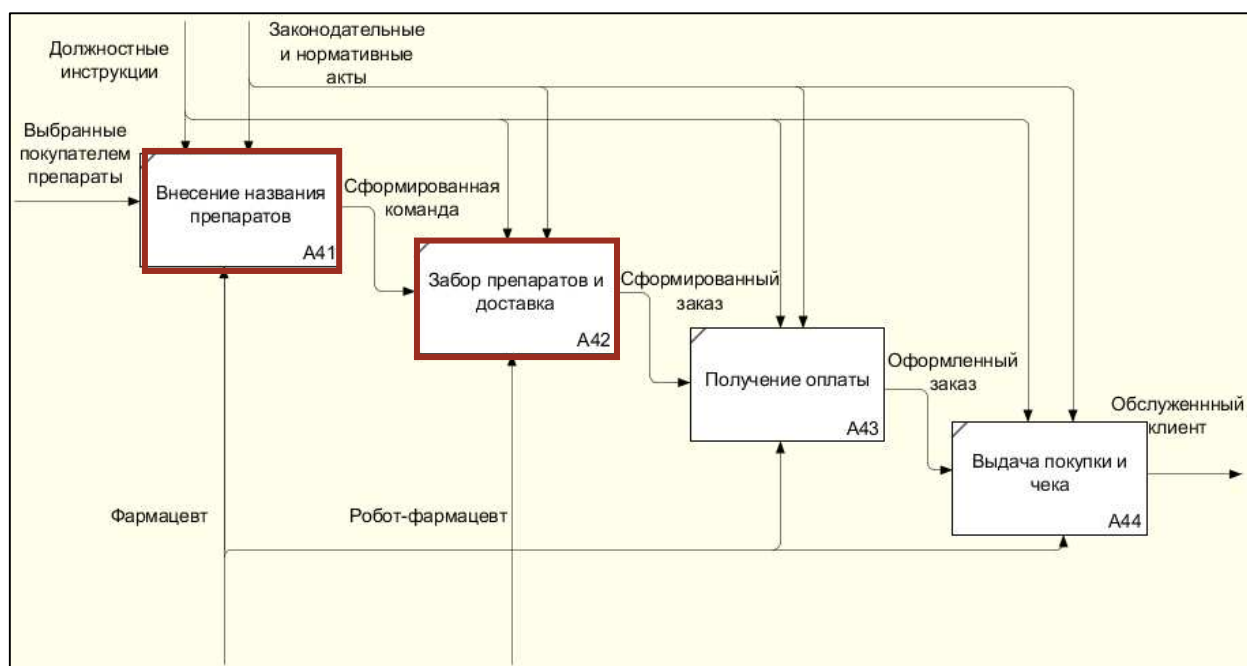 Должностные
инструкции
Законодательные
и нормативные
акты
Выбранные
покупателем
препараты
Внесение названия
препаратов
A41
Сформированная
команда
Забор препаратов и
доставка
A42
Сформированный
заказ
Получение оплаты
A43
Оформленный
заказ
Выдача покупки и
чека
A44
Обслуженнный
клиент
Фармацевт
Робот-фармацевт